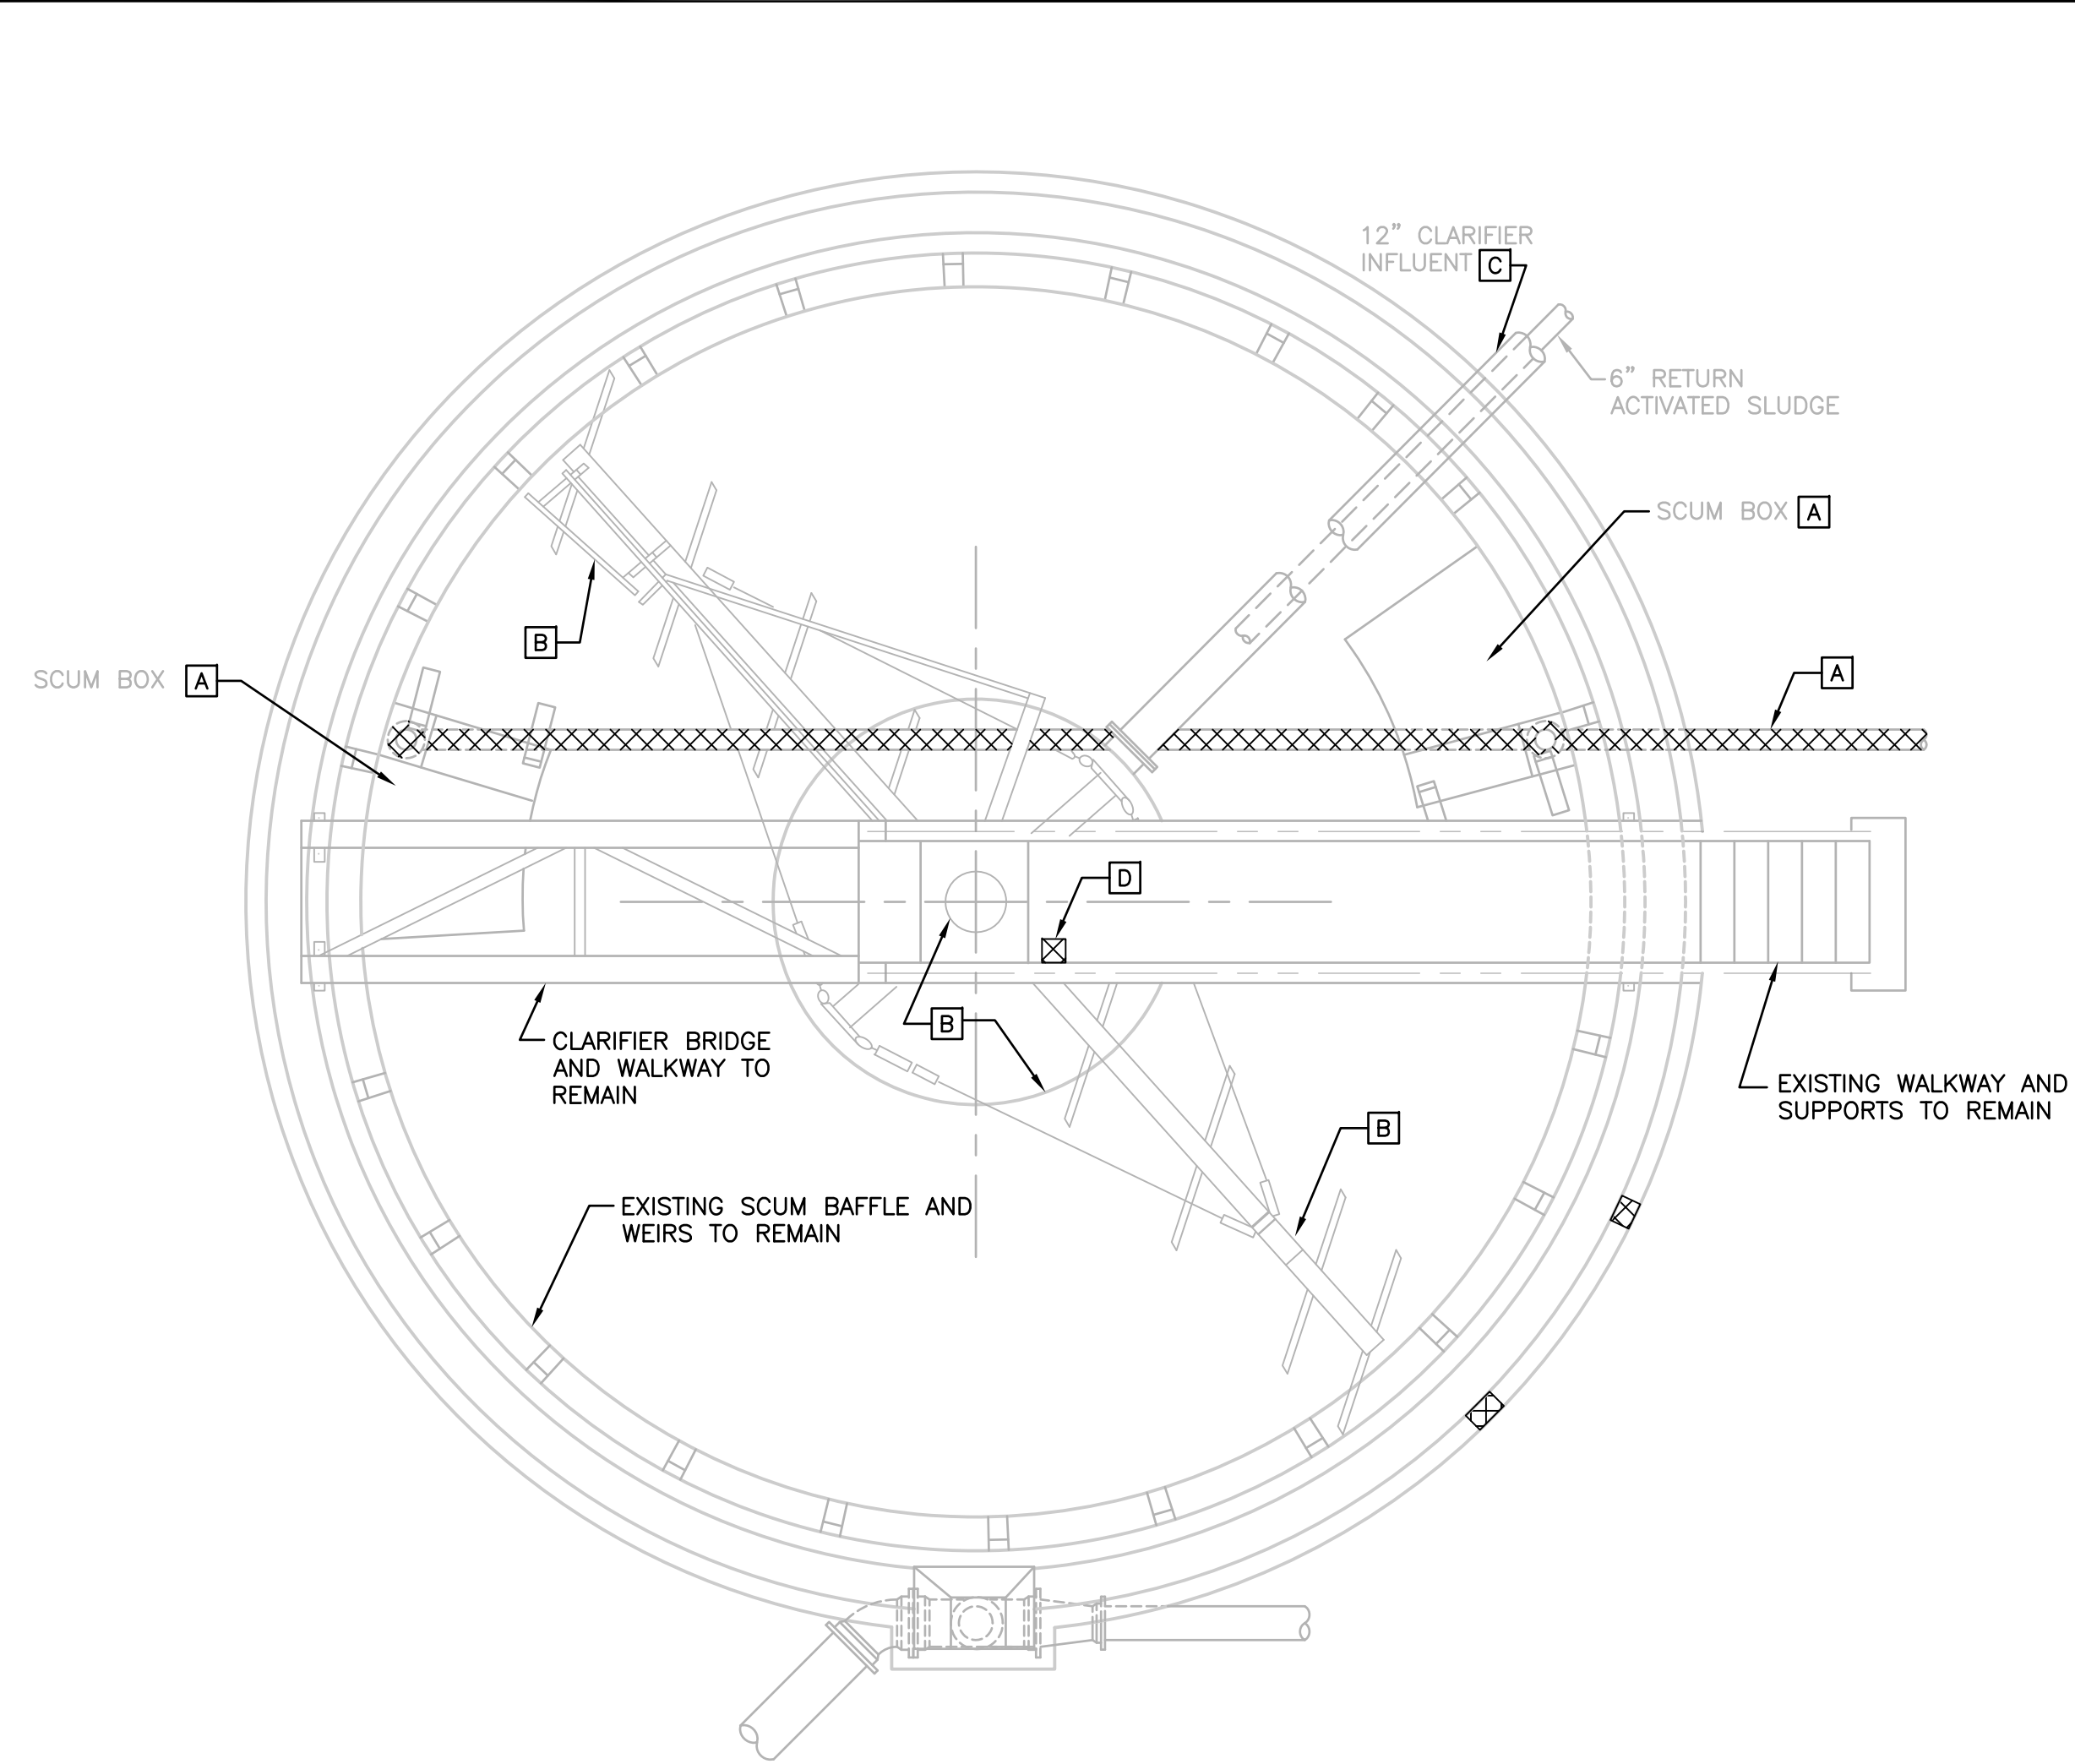 12” CLARIFIER
INFLUENT C
6” RETURN
ACTIVATED SLUDGE
SCUM BOX A
B
SCUM BOX A
A
D
B
CLARIFIER BRIDGE
AND WALKWAY TO
REMAIN
EXISTING WALKWAY AND
SUPPORTS TO REMAIN
B
EXISTING SCUM BAFFLE AND
WEIRS TO REMAIN